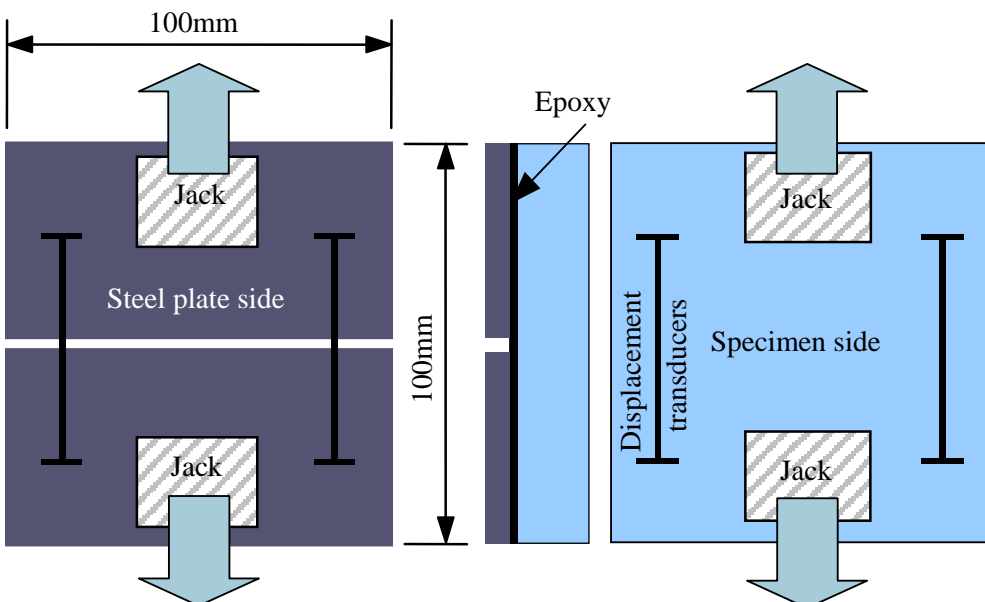 100mm
Epoxy
Jack
Jack
Steel plate side
100mm
Displacement
transducers
Specimen side
Jack
Jack